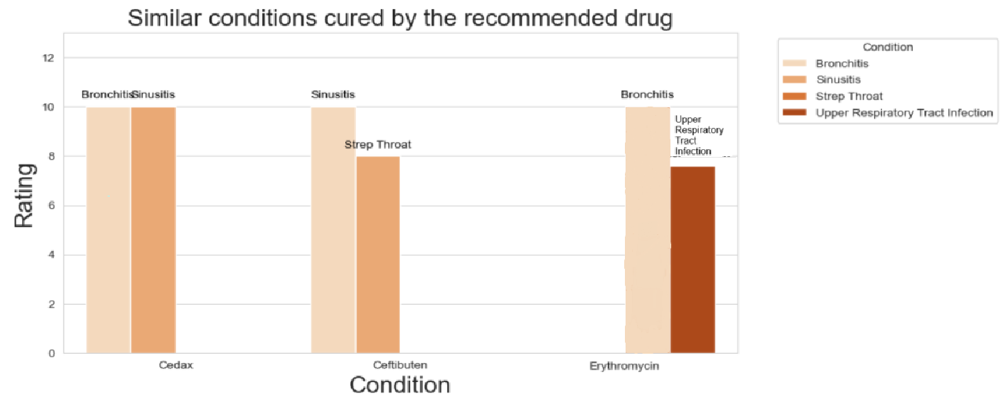 Similar conditions cured by the recommended drug
Rating
12
10
8
6
4
2
0
Bronchitis
Sinusitis
Sinusitis
Strep Throat
Bronchitis
Upper
Respiratory
Tract
Infection
Cedax
Ceftibuten
Erythromycin
Condition
Condition
Bronchitis
Sinusitis
Strep Throat
Upper Respiratory Tract Infection